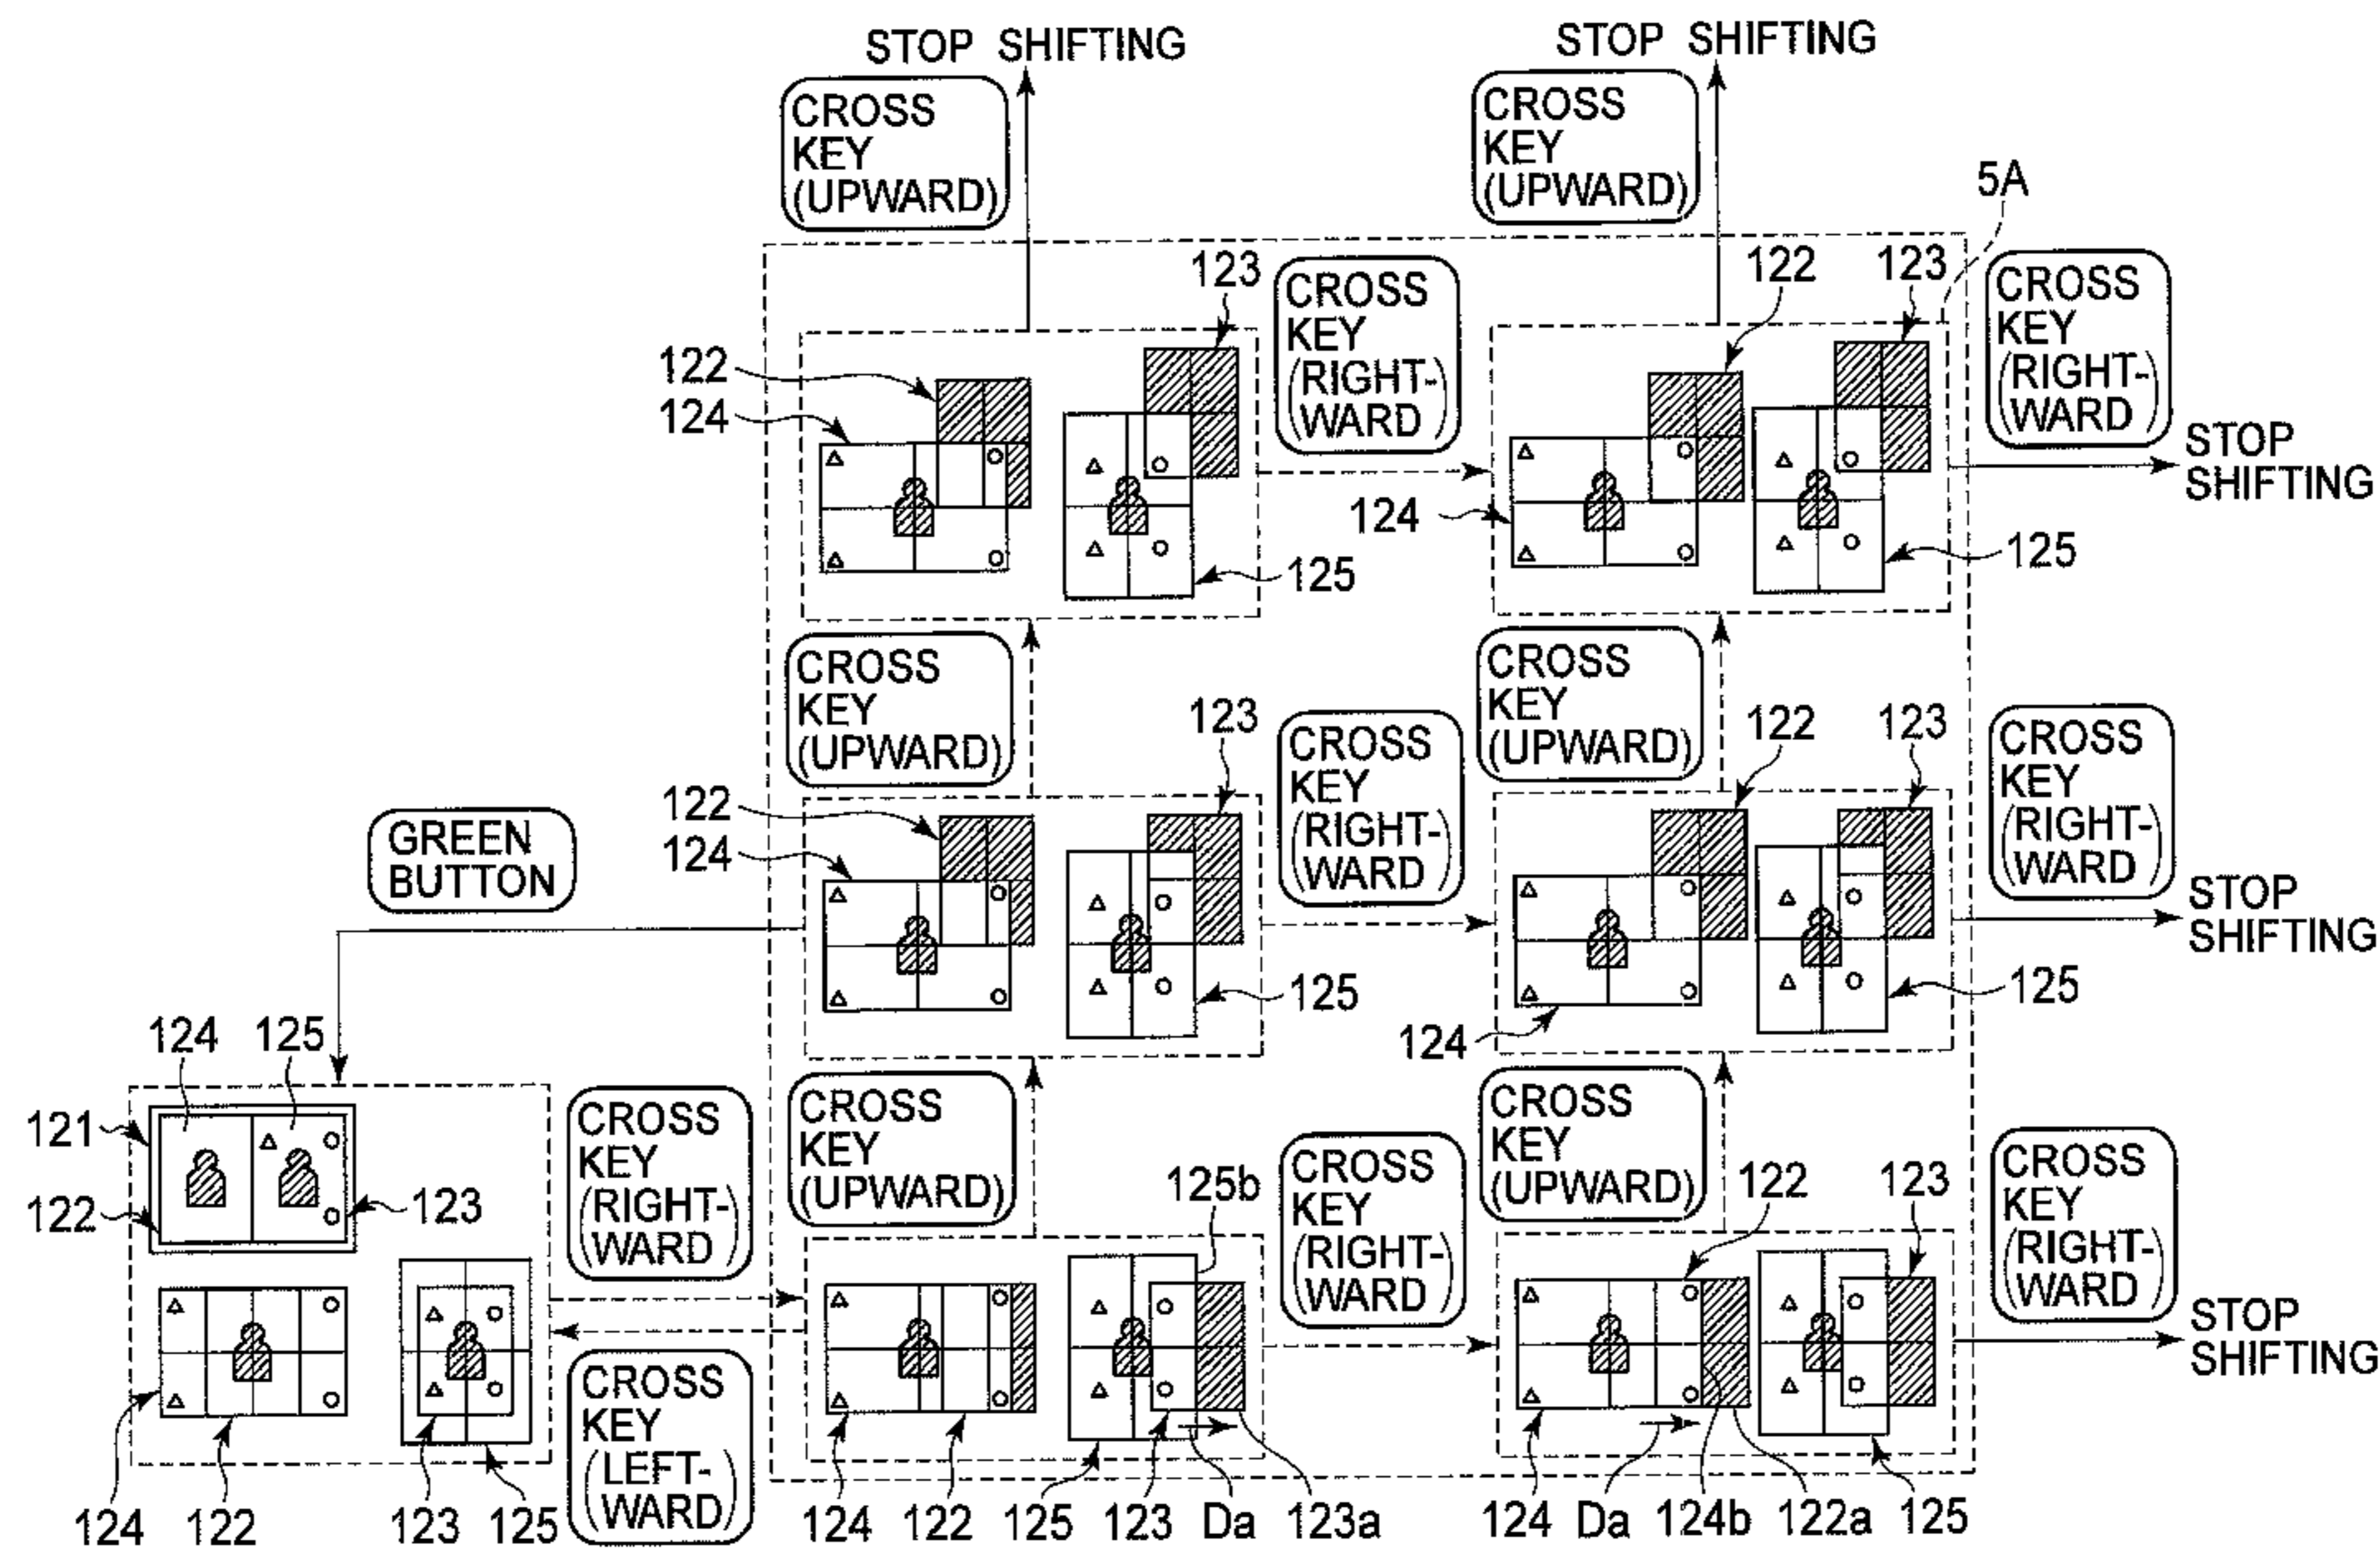 STOP SHIFTING
STOP SHIFTING
CROSS
KEY
(UPWARD)
CROSS
KEY
(UPWARD)
5A
123
CROSS
KEY
(RIGHT-
WARD)
122
123
CROSS
KEY
(RIGHT-
WARD)
122
124
STOP
SHIFTING
124
125
125
CROSS
KEY
(UPWARD)
CROSS
KEY
(UPWARD)
123
CROSS
KEY
(RIGHT-
WARD)
122
123
CROSS
KEY
(RIGHT-
WARD)
122
124
GREEN
BUTTON
STOP
SHIFTING
125
125
124
124 125
121
122
123
CROSS
KEY
(RIGHT-
WARD)
CROSS
KEY
(UPWARD)
125b
CROSS
KEY
(RIGHT-
WARD)
CROSS
KEY
(UPWARD)
122
123
CROSS
KEY
(RIGHT-
WARD)
STOP
SHIFTING
CROSS
KEY
(LEFT-
WARD)
124 122 123 125 124 122 125 123 Da 123a 124 Da 124b 122a 125